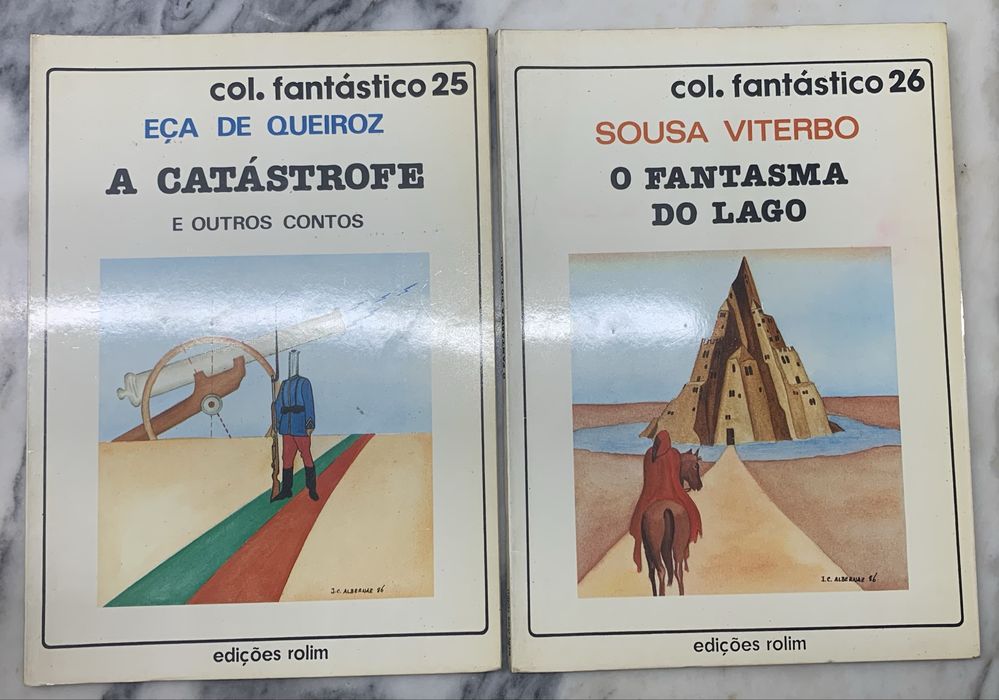 col. fantástico 25
EÇA DE QUEIROZ
A CATÁSTROFE
E OUTROS CONTOS
J.C. ALBERNAZ 86
edições rolim
col. fantástico 26
SOUSA VITERBO
O FANTASMA
DO LAGO
J.C. ALBERNAZ 86
edições rolim